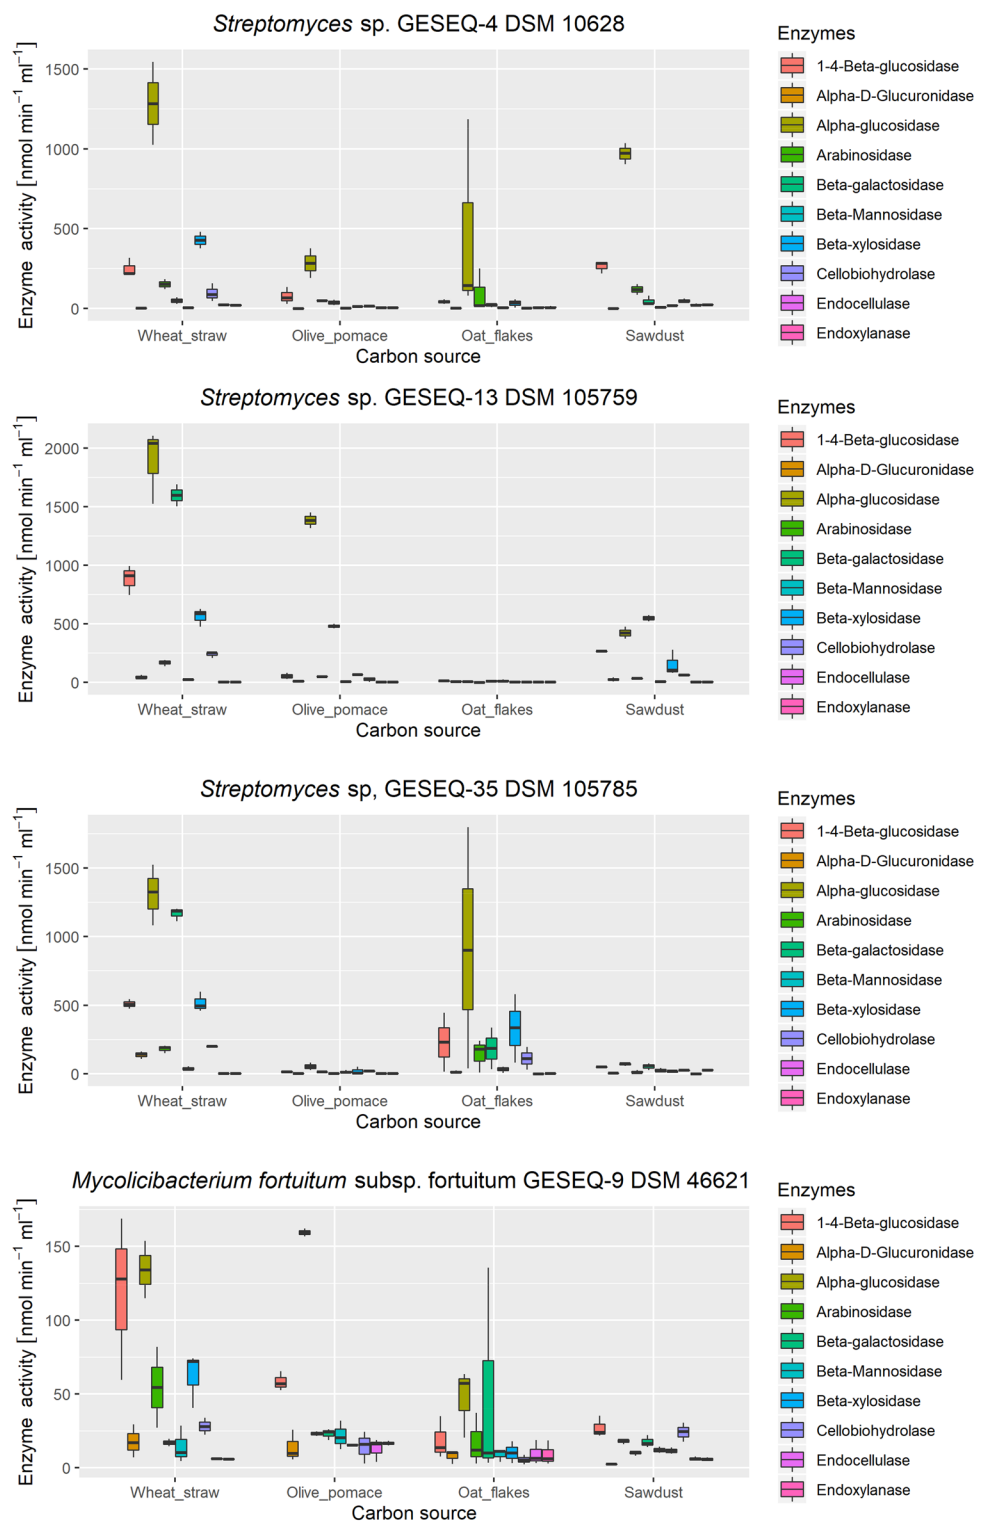 Streptomyces sp. GESEQ-4 DSM 10628
Enzyme activity [nmol min⁻¹ ml⁻¹]
1500
1000
500
0
Wheat_straw Olive_pomace Oat_flakes Sawdust
Carbon source
Enzymes
1-4-Beta-glucosidase
Alpha-D-Glucuronidase
Alpha-glucosidase
Arabinosidase
Beta-galactosidase
Beta-Mannosidase
Beta-xylosidase
Cellobiohydrolase
Endocellulase
Endoxylanase
Streptomyces sp. GESEQ-13 DSM 105759
Enzyme activity [nmol min⁻¹ ml⁻¹]
2000
1500
1000
500
0
Wheat_straw Olive_pomace Oat_flakes Sawdust
Carbon source
Enzymes
1-4-Beta-glucosidase
Alpha-D-Glucuronidase
Alpha-glucosidase
Arabinosidase
Beta-galactosidase
Beta-Mannosidase
Beta-xylosidase
Cellobiohydrolase
Endocellulase
Endoxylanase
Streptomyces sp, GESEQ-35 DSM 105785
Enzyme activity [nmol min⁻¹ ml⁻¹]
1500
1000
500
0
Wheat_straw Olive_pomace Oat_flakes Sawdust
Carbon source
Enzymes
1-4-Beta-glucosidase
Alpha-D-Glucuronidase
Alpha-glucosidase
Arabinosidase
Beta-galactosidase
Beta-Mannosidase
Beta-xylosidase
Cellobiohydrolase
Endocellulase
Endoxylanase
Mycolicibacterium fortuitum subsp. fortuitum GESEQ-9 DSM 46621
Enzyme activity [nmol min⁻¹ ml⁻¹]
150
100
50
0
Wheat_straw Olive_pomace Oat_flakes Sawdust
Carbon source
Enzymes
1-4-Beta-glucosidase
Alpha-D-Glucuronidase
Alpha-glucosidase
Arabinosidase
Beta-galactosidase
Beta-Mannosidase
Beta-xylosidase
Cellobiohydrolase
Endocellulase
Endoxylanase